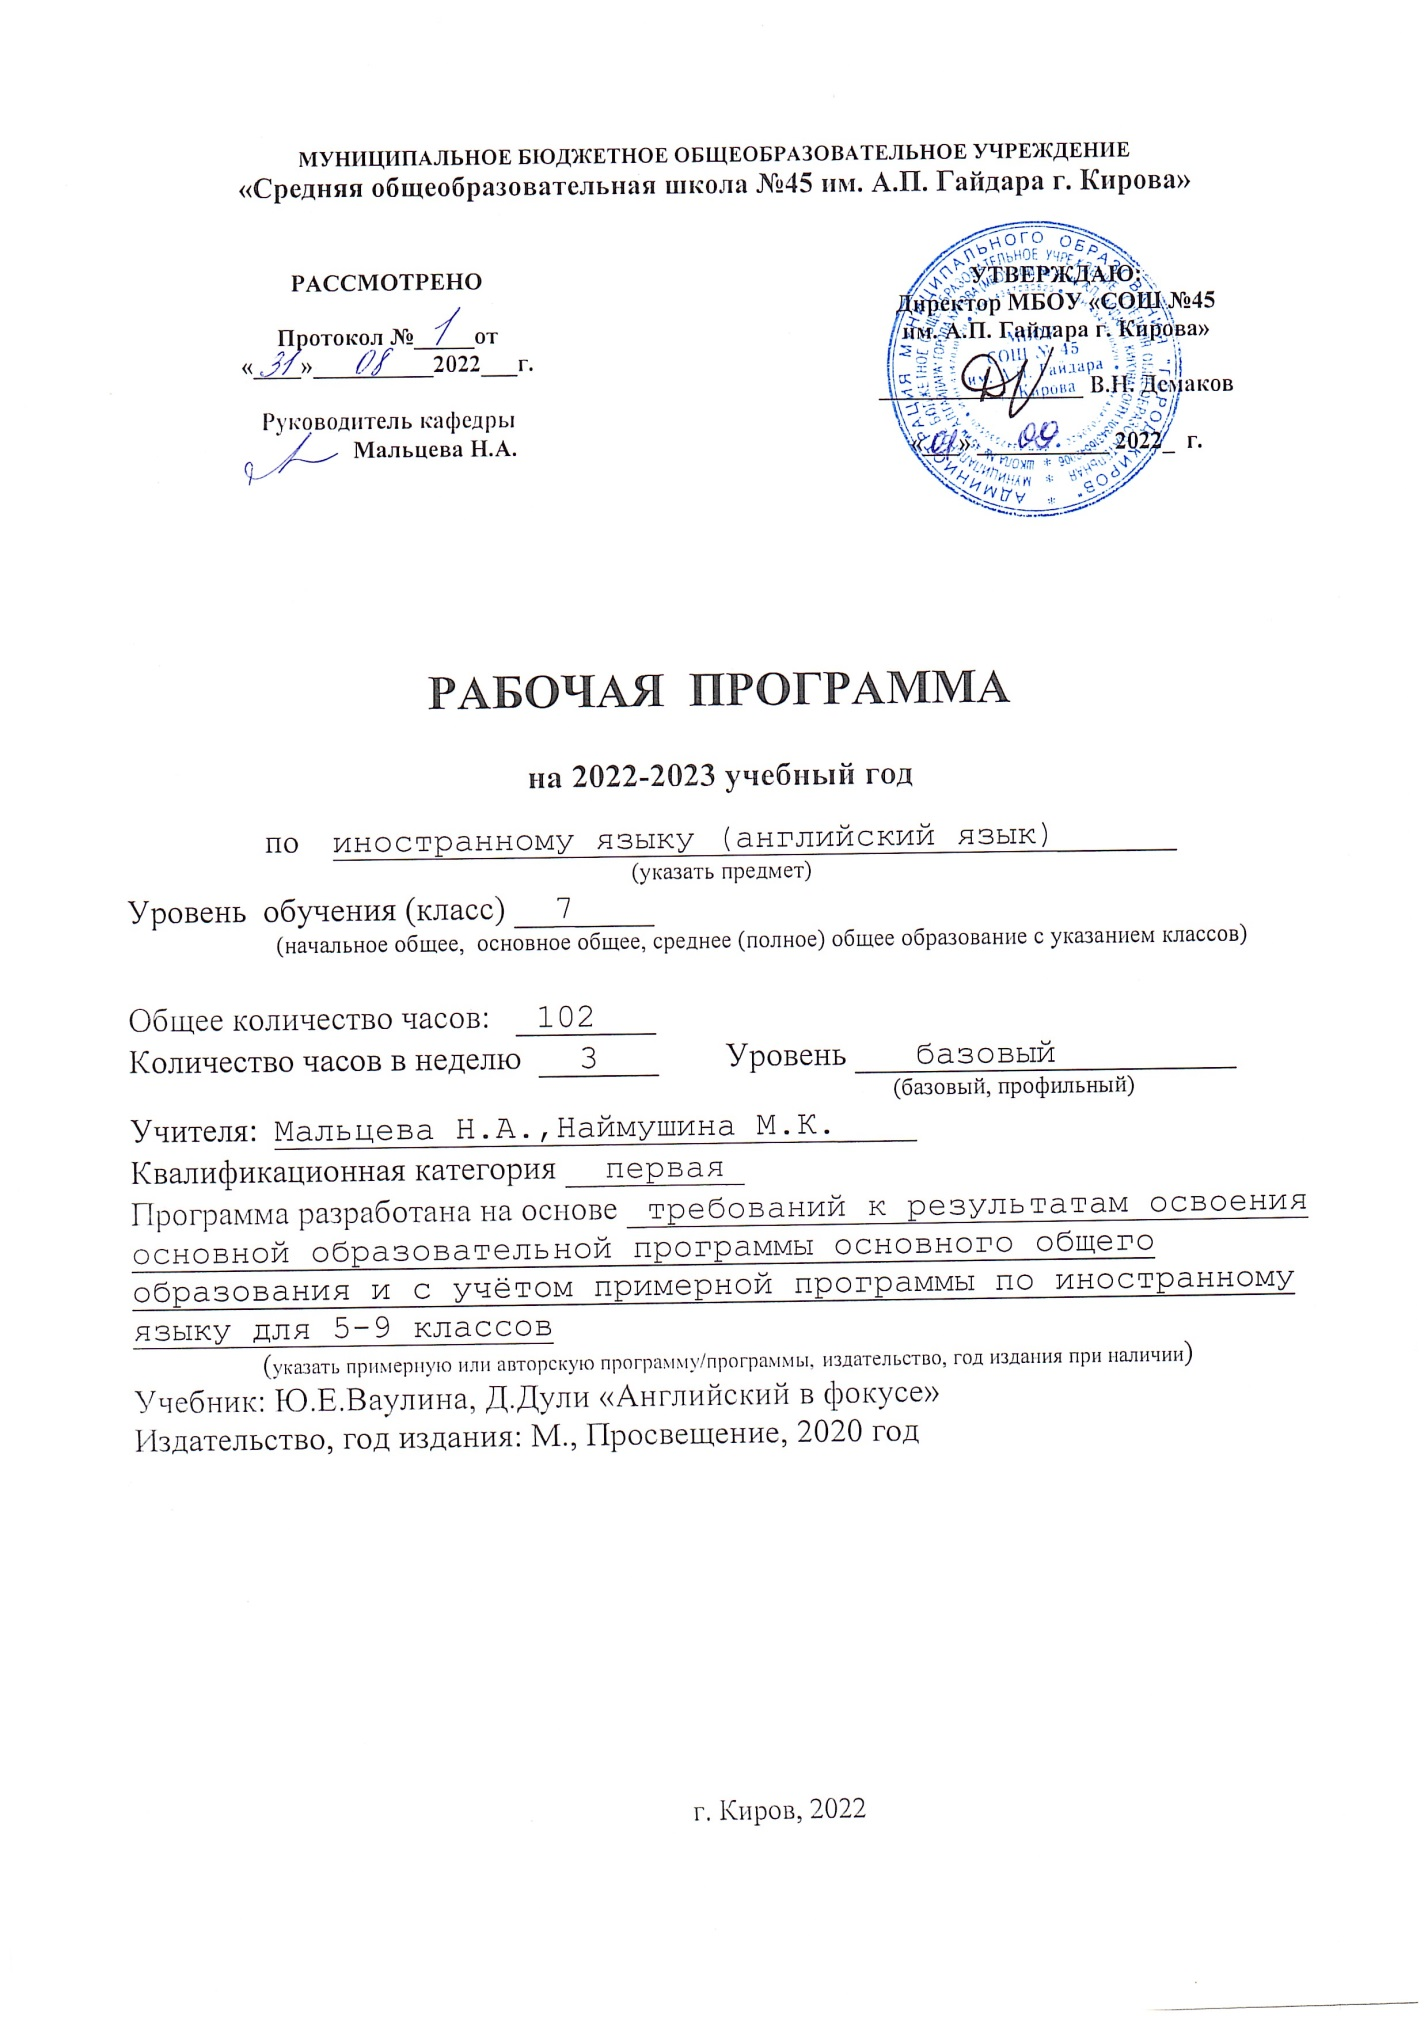 МУНИЦИПАЛЬНОЕ БЮДЖЕТНОЕ ОБЩЕОБРАЗОВАТЕЛЬНОЕ УЧРЕЖДЕНИЕ
«Средняя общеобразовательная школа №45 им. А.П. Гайдара г. Кирова»
РАССМОТРЕНО
Протокол № 1 от
«31» 08 2022 г.
Руководитель кафедры
Мальцева Н.А.
УТВЕРЖДАЮ:
Директор МБОУ «СОШ №45
им. А.П. Гайдара г. Кирова»
СОШ № 45
им. А.П. Гайдара
Кирова
В.Н. Демаков
«01» 09. 2022 г.
РАБОЧАЯ ПРОГРАММА
на 2022-2023 учебный год
по иностранному языку (английский язык)
(указать предмет)
Уровень обучения (класс) 7
(начальное общее, основное общее, среднее (полное) общее образование с указанием классов)
Общее количество часов: 102
Количество часов в неделю 3 Уровень базовый
(базовый, профильный)
Учителя: Мальцева Н.А.,Наймушина М.К.
Квалификационная категория первая
Программа разработана на основе требований к результатам освоения
основной образовательной программы основного общего
образования и с учётом примерной программы по иностранному
языку для 5-9 классов
(указать примерную или авторскую программу/программы, издательство, год издания при наличии)
Учебник: Ю.Е.Ваулина, Д.Дули «Английский в фокусе»
Издательство, год издания: М., Просвещение, 2020 год
г. Киров, 2022